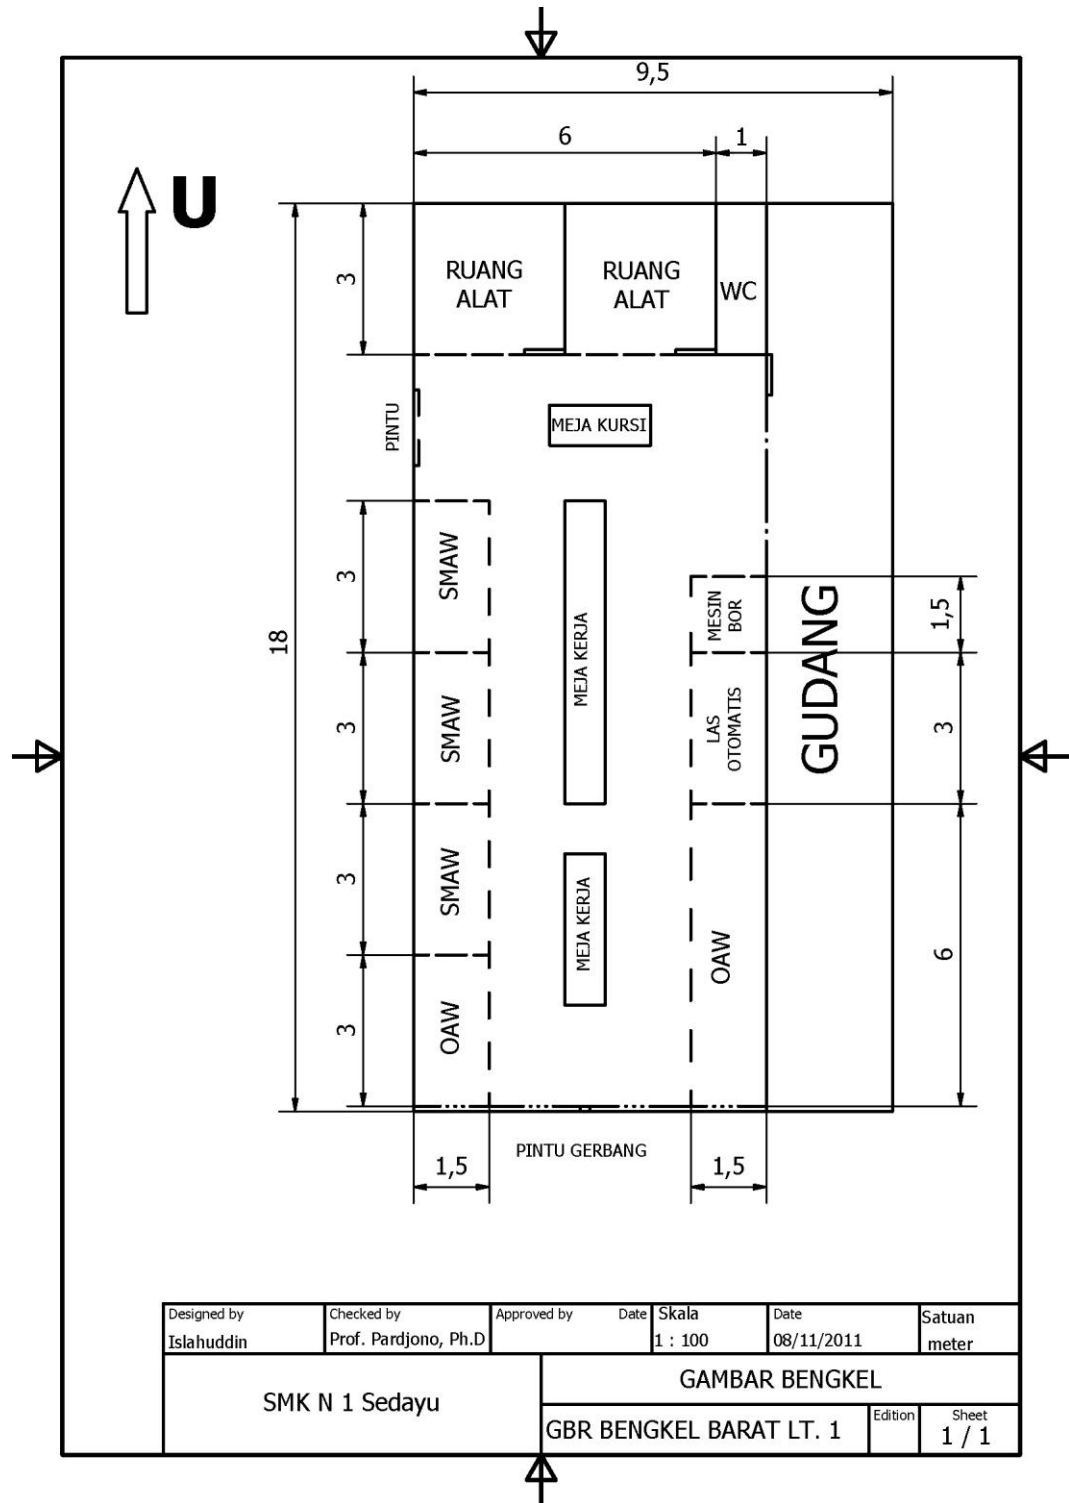 9,5
6
1
U
3
RUANG
ALAT
RUANG
ALAT
WC
PINTU
MEJA KURSI
18
3
SMAW
MEJA KERJA
MESIN
BOR
GUDANG
1,5
3
SMAW
LAS
OTOMATIS
3
3
SMAW
MEJA KERJA
OAW
6
3
OAW
PINTU GERBANG
1,5
1,5
Designed by
Islahuddin
Checked by
Prof. Pardjono, Ph.D
Approved by
Date
Skala
1 : 100
Date
08/11/2011
Satuan
meter
SMK N 1 Sedayu
GAMBAR BENGKEL
GBR BENGKEL BARAT LT. 1
Edition
Sheet
1 / 1